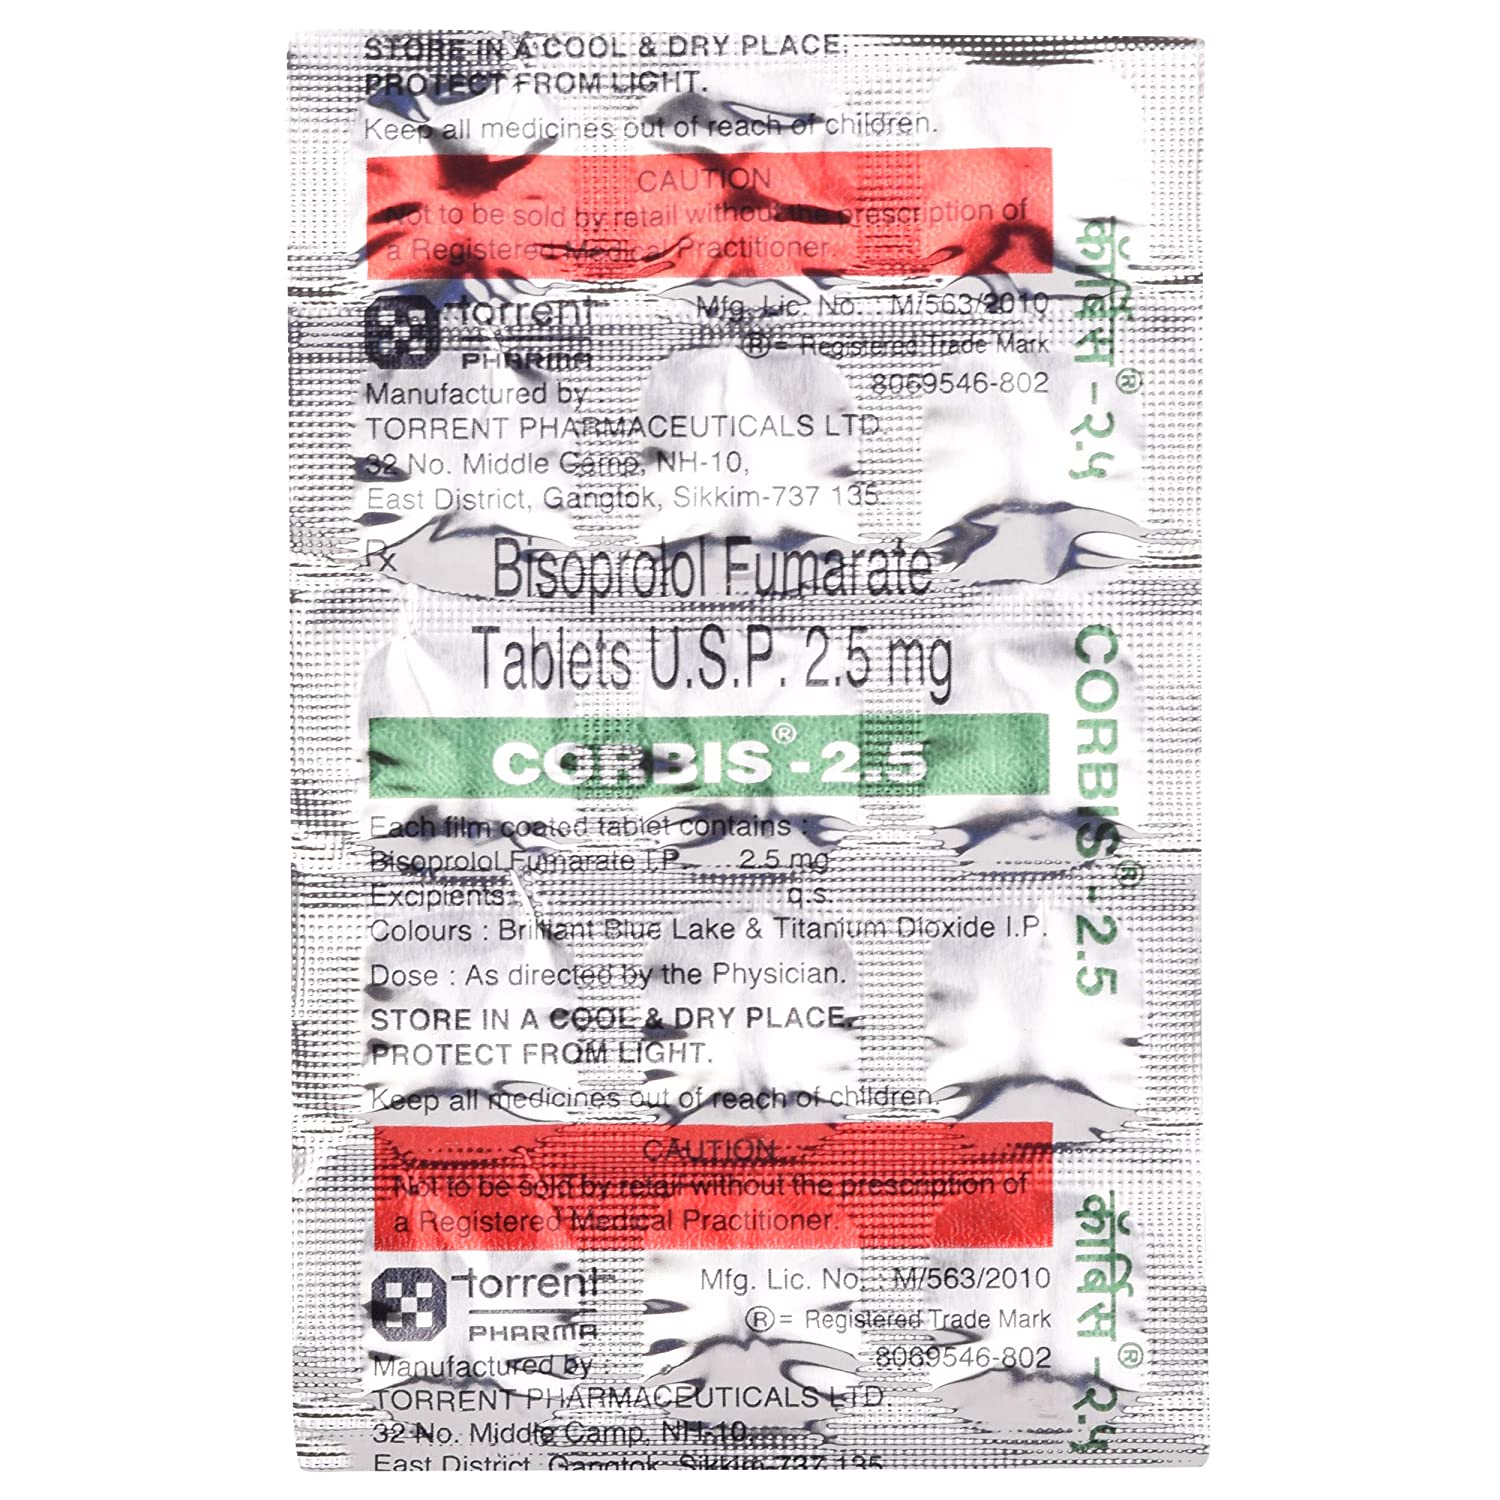 STORE IN A COOL & DRY PLACE.
PROTECT FROM LIGHT.
Keep all medicines out of reach of children.
CAUTION
Not to be sold by retail without the prescription of
a Registered Medical Practitioner.
torrent
PHARMA
Mfg. Lic. No. : M/563/2010
® = Registered Trade Mark
8069546-802
Manufactured by
TORRENT PHARMACEUTICALS LTD.
32 No. Middle Camp, NH-10,
East District, Gangtok, Sikkim-737 135.
Rx
Bisoprolol Fumarate
Tablets U.S.P. 2.5 mg
CORBIS®-2.5
Each film coated tablet contains :
Bisoprolol Fumarate I.P. ... 2.5 mg
Excipients q.s.
Colours : Brilliant Blue Lake & Titanium Dioxide I.P.
Dose : As directed by the Physician.
STORE IN A COOL & DRY PLACE.
PROTECT FROM LIGHT.
Keep all medicines out of reach of children.
CAUTION
Not to be sold by retail without the prescription of
a Registered Medical Practitioner.
torrent
PHARMA
Mfg. Lic. No. : M/563/2010
® = Registered Trade Mark
8069546-802
Manufactured by :
TORRENT PHARMACEUTICALS LTD.
32 No. Middle Camp, NH-10,
East District, Gangtok, Sikkim-737 135
कॉर्बिस®-२.५
CORBIS®-2.5
कॉर्बिस®-२.५